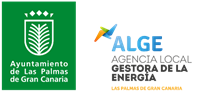 Ayuntamiento
de Las Palmas
de Gran Canaria
ALGE
AGENCIA LOCAL
GESTORA DE LA
ENERGÍA
LAS PALMAS DE GRAN CANARIA